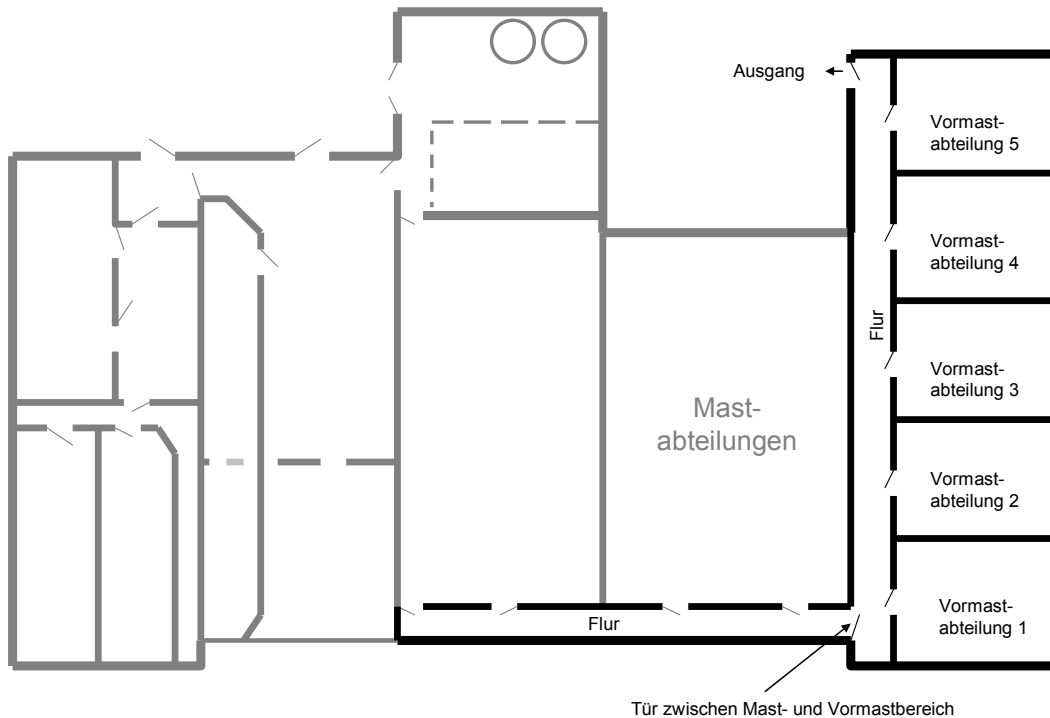 Ausgang
Vormast-
abteilung 5
Vormast-
abteilung 4
Flur
Vormast-
abteilung 3
Mast-
abteilungen
Vormast-
abteilung 2
Vormast-
abteilung 1
Flur
Tür zwischen Mast- und Vormastbereich